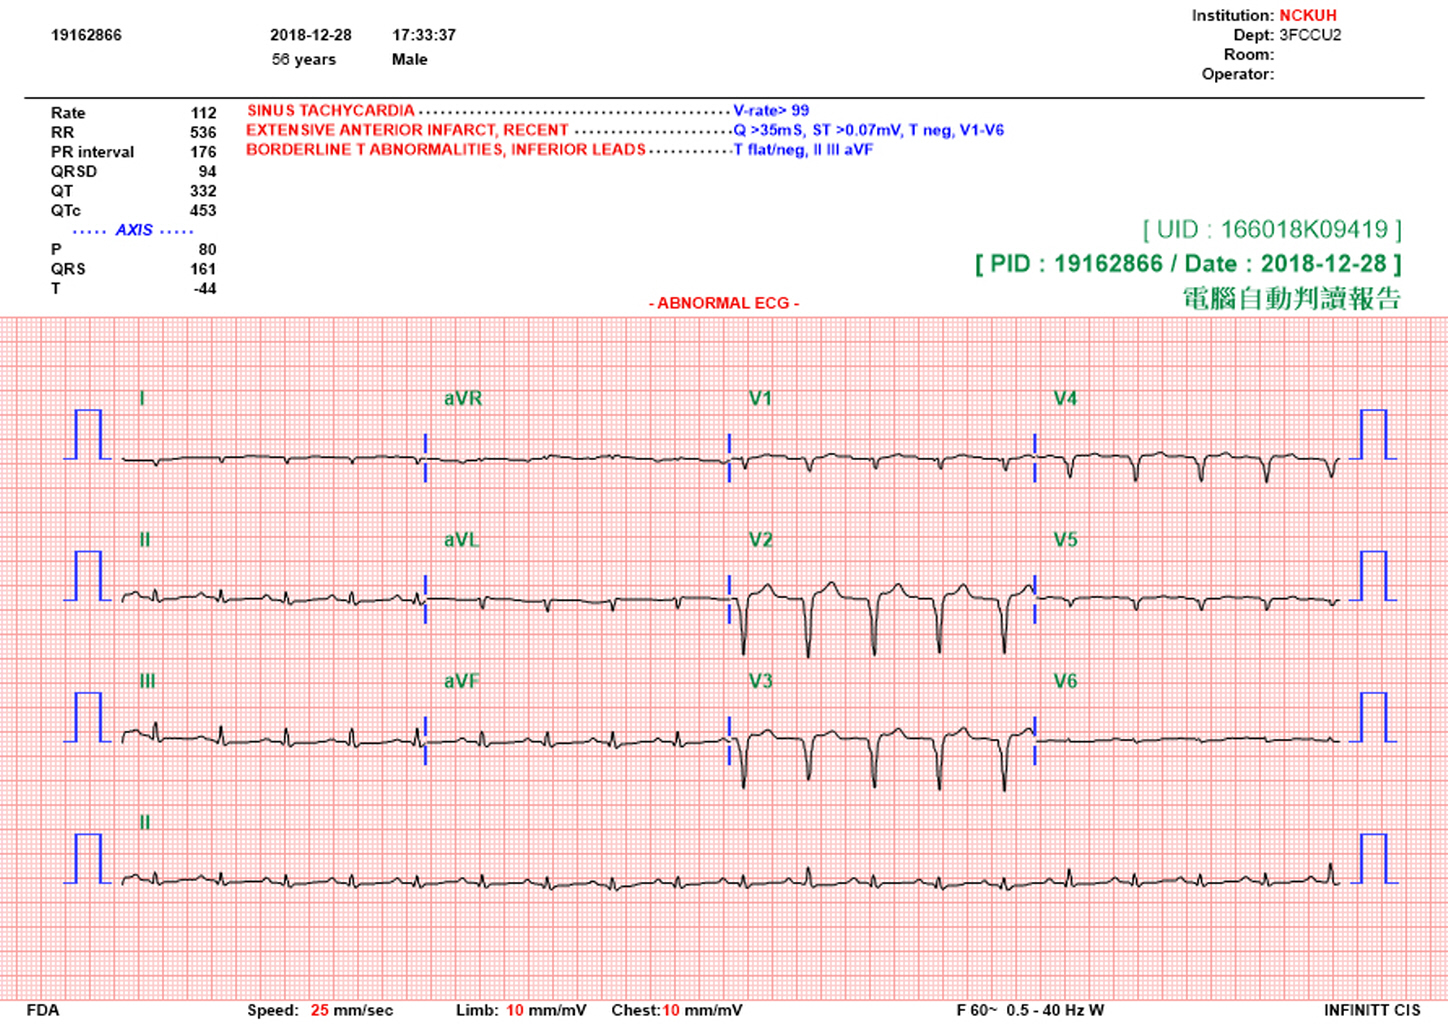 Institution: NCKUH
19162866 2018-12-28 17:33:37 Dept: 3FCCU2
56 years Male Room:
Operator:
Rate 112 SINUS TACHYCARDIA V-rate> 99
RR 536 EXTENSIVE ANTERIOR INFARCT, RECENT Q >35mS, ST >0.07mV, T neg, V1-V6
PR interval 176 BORDERLINE T ABNORMALITIES, INFERIOR LEADS T flat/neg, II III aVF
QRSD 94
QT 332
QTc 453
..... AXIS .....
P 80
QRS 161
T -44
[ UID : 166018K09419 ]
[ PID : 19162866 / Date : 2018-12-28 ]
電腦自動判讀報告
- ABNORMAL ECG -
I aVR V1 V4
II aVL V2 V5
III aVF V3 V6
II
FDA Speed: 25 mm/sec Limb: 10 mm/mV Chest:10 mm/mV F 60~ 0.5 - 40 Hz W INFINITT CIS